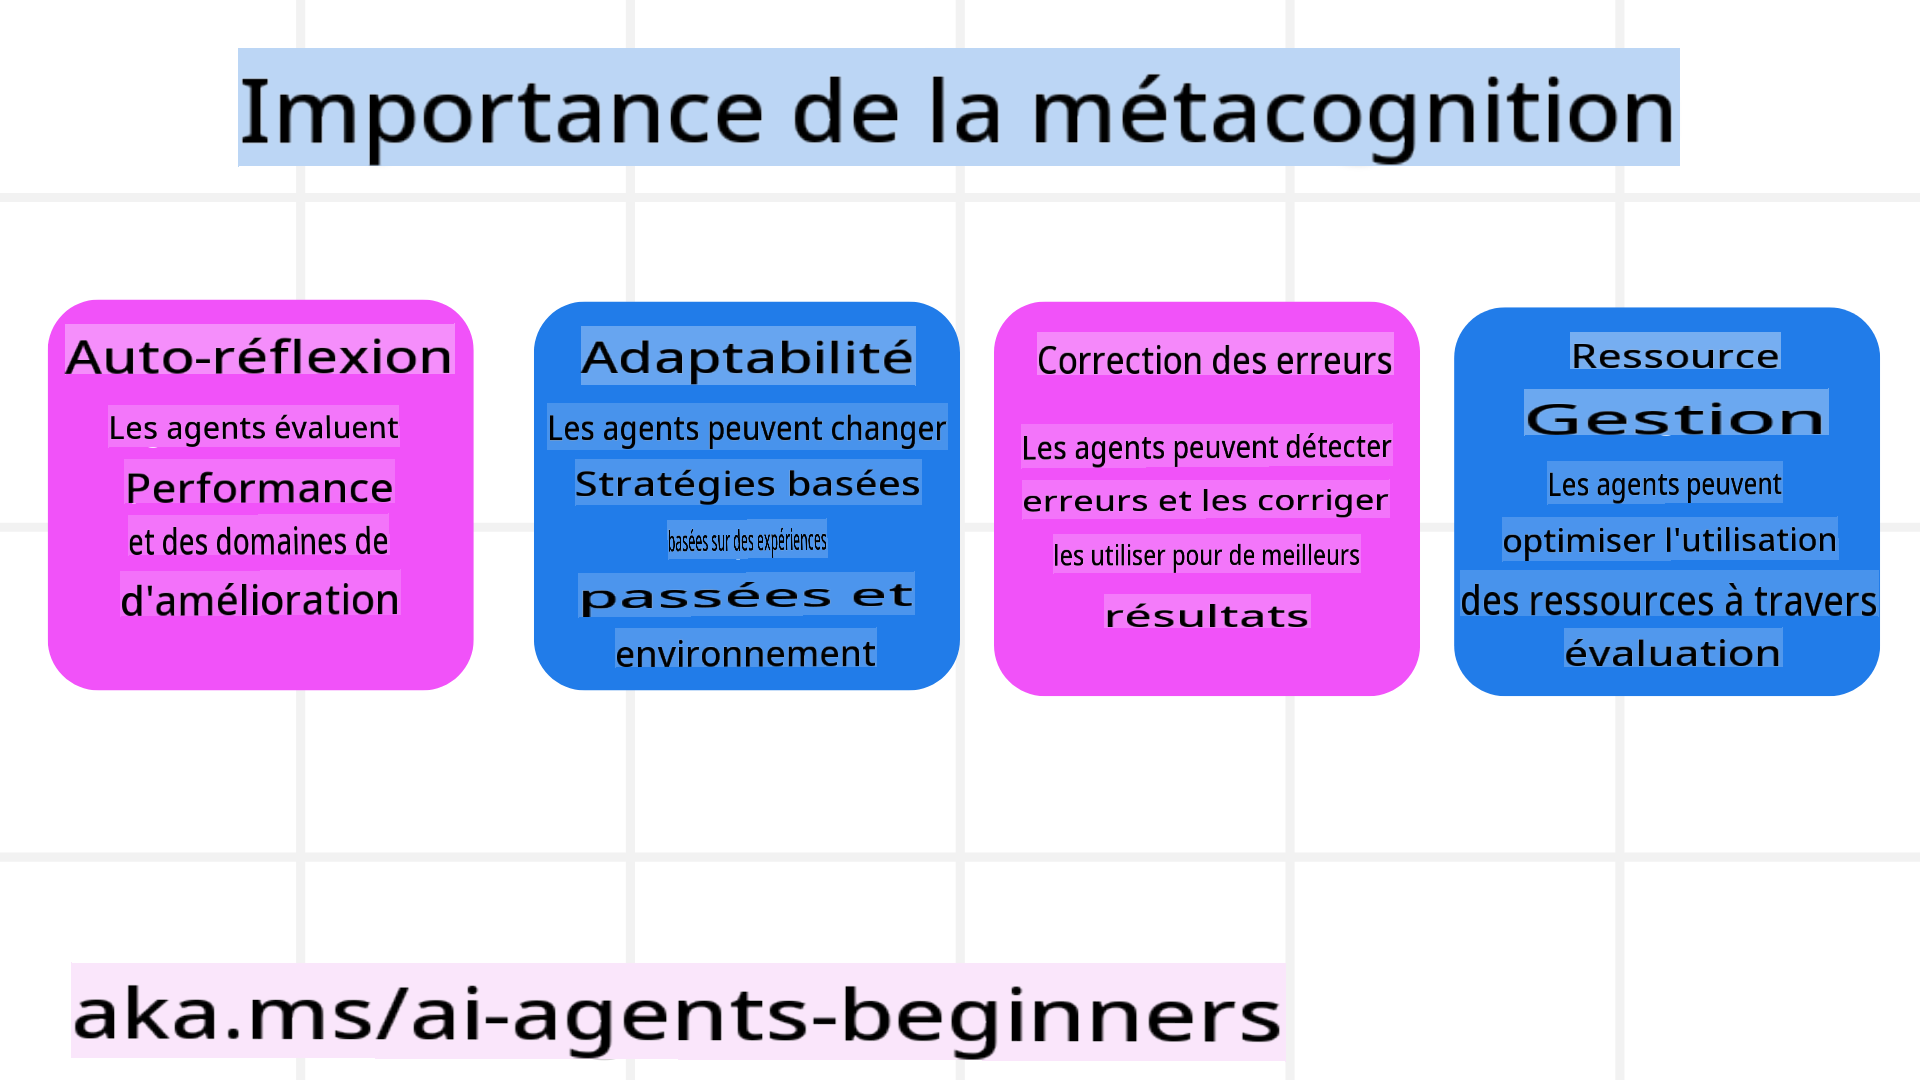 Importance de la métacognition
Auto-réflexion
Les agents évaluent
Performance
et des domaines de
d'amélioration
Adaptabilité
Les agents peuvent changer
Stratégies basées
basées sur des expériences
passées et
environnement
Correction des erreurs
Les agents peuvent détecter
erreurs et les corriger
les utiliser pour de meilleurs
résultats
Ressource
Gestion
Les agents peuvent
optimiser l'utilisation
des ressources à travers
évaluation
aka.ms/ai-agents-beginners